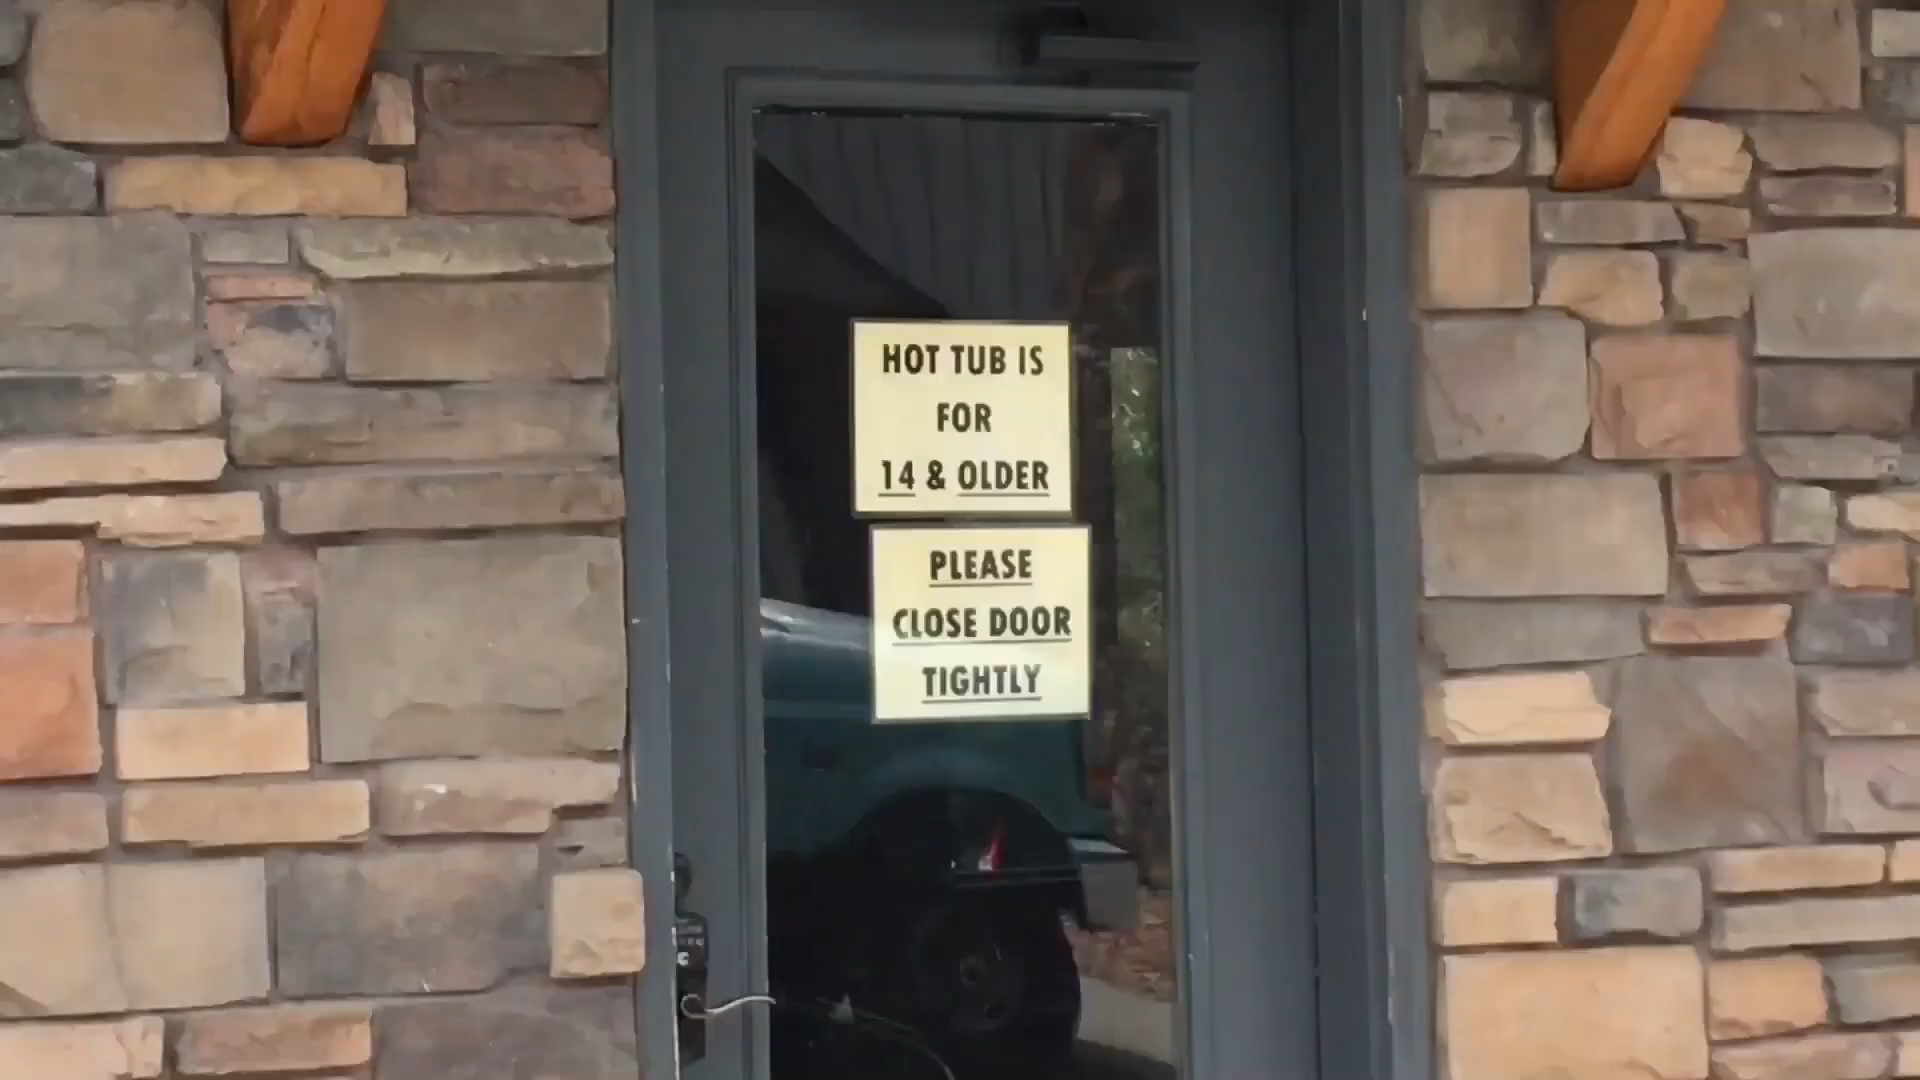 HOT TUB IS
FOR
14 & OLDER
PLEASE
CLOSE DOOR
TIGHTLY